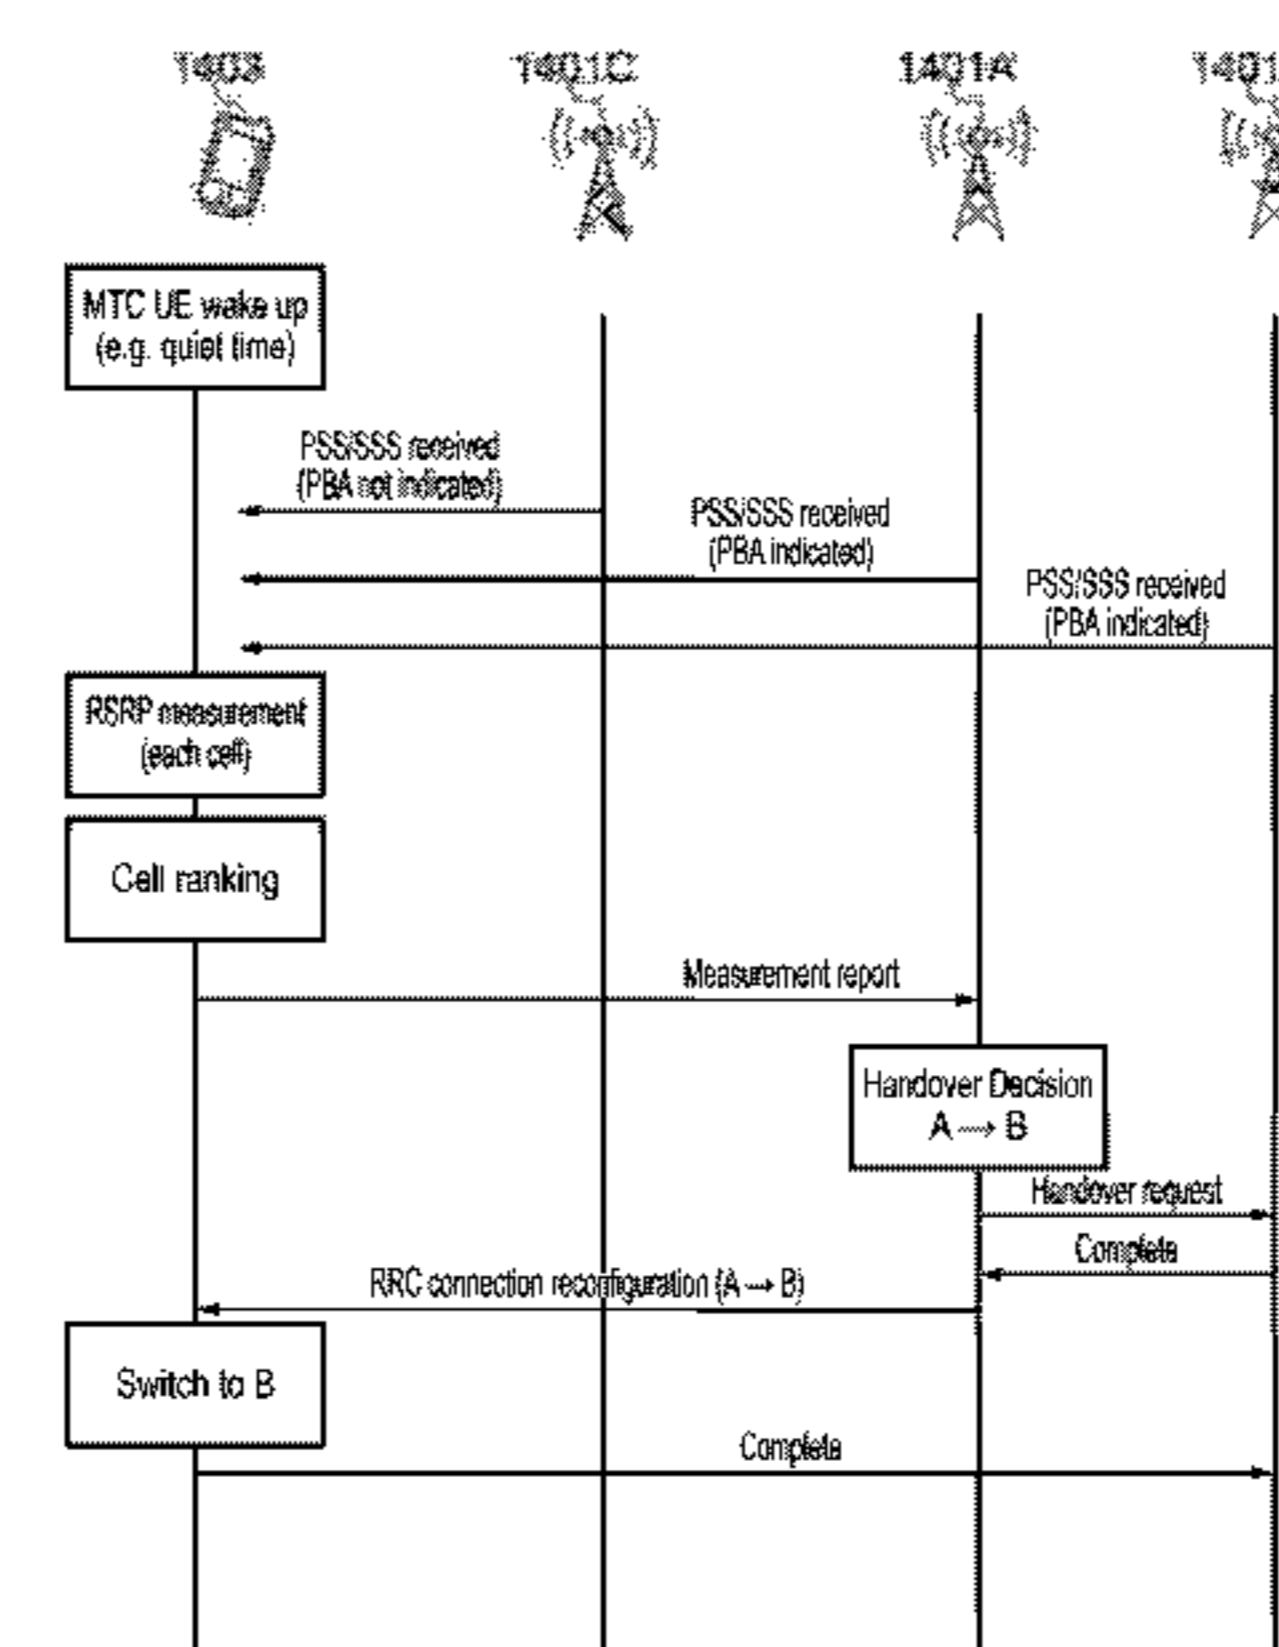 1403
1401C
1401A
1401
MTC UE wake up
(e.g. quiet time)
PSS/SSS received
(PBA not indicated)
PSS/SSS received
(PBA indicated)
PSS/SSS received
(PBA indicated)
RSRP measurement
(each cell)
Cell ranking
Measurement report
Handover Decision
A → B
Handover request
Complete
RRC connection reconfiguration (A → B)
Switch to B
Complete